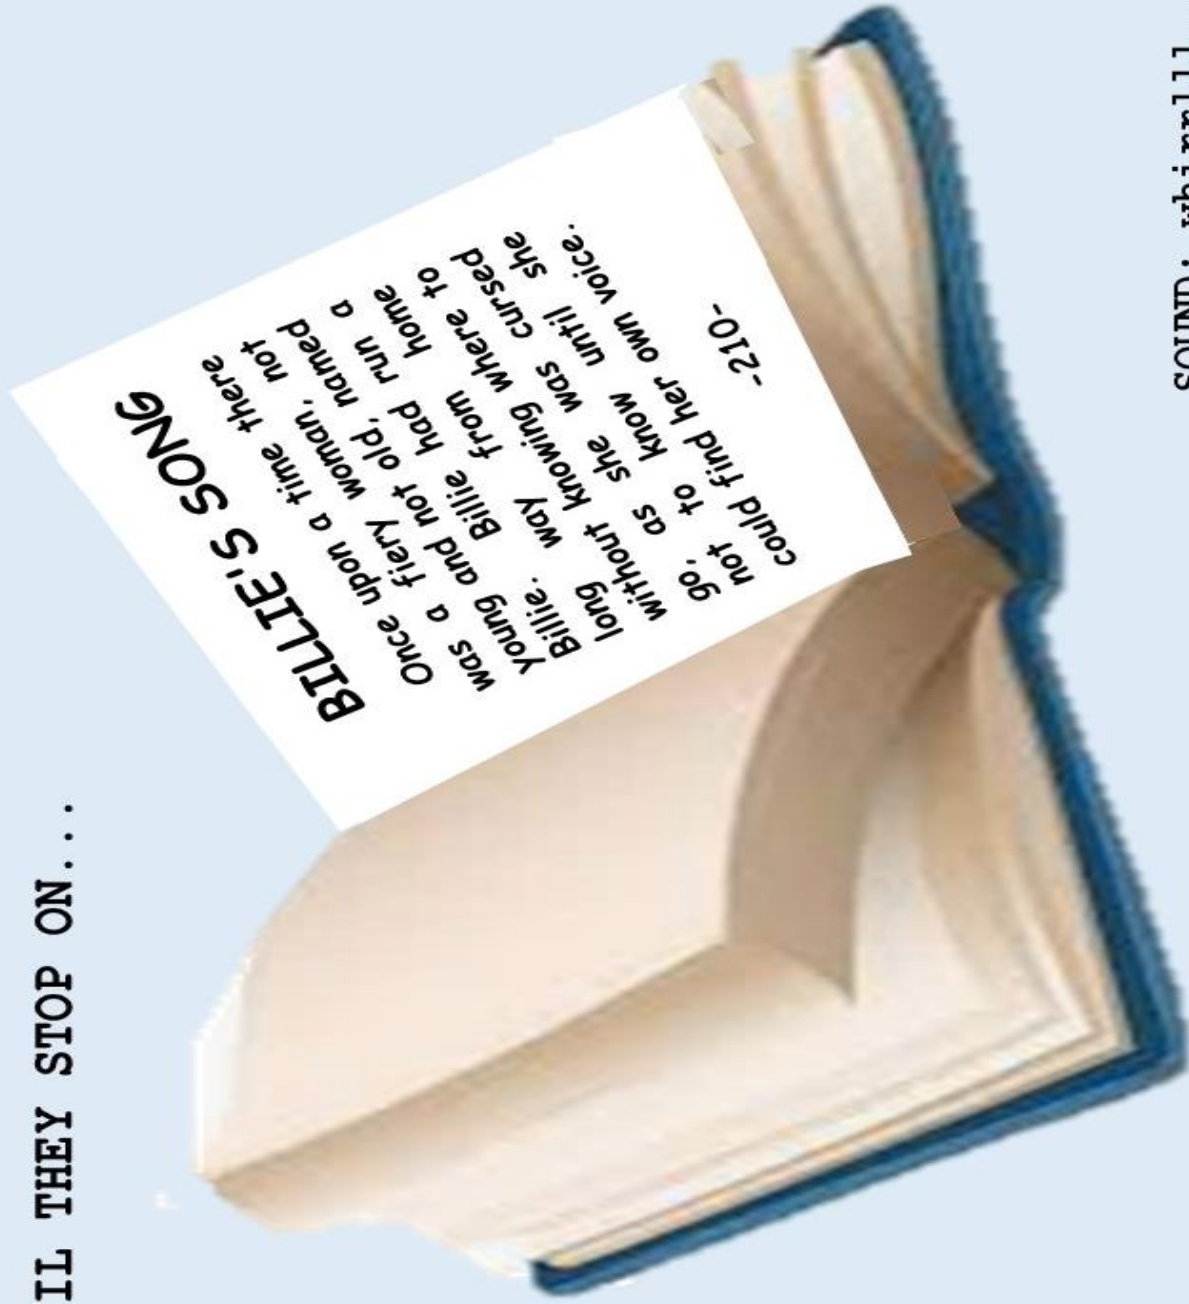 IL THEY STOP ON...
BILLIE'S SONG
Once upon a time there
was a fiery woman, not
young and not old, named
Billie. Billie had run a
long way from home
without knowing where to
go, as she was cursed
not to know until she
could find her own voice.
-210-
SOUND: whirrlll